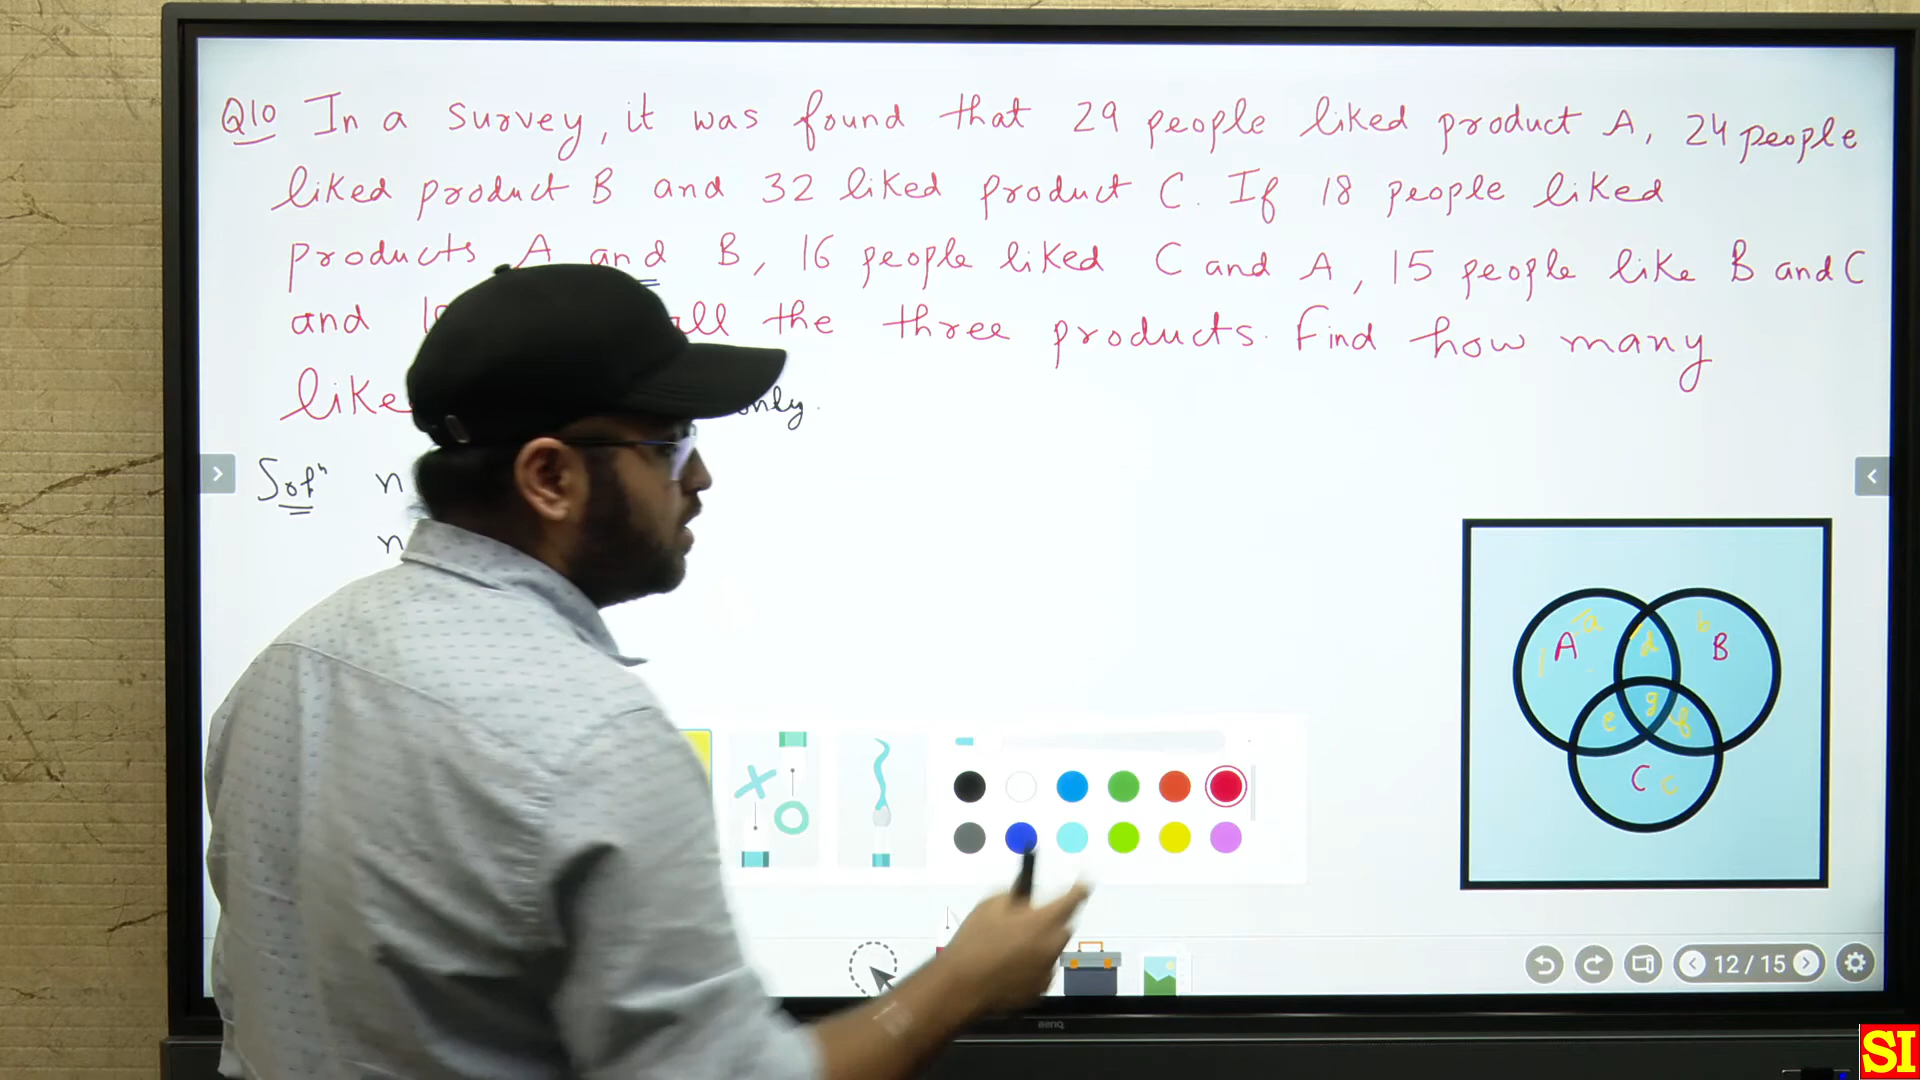 Q10 In a survey, it was found that 29 people liked product A, 24 people
liked product B and 32 liked product C. If 18 people liked
products A and B, 16 people liked C and A, 15 people like B and C
and all the three products. Find how many
like only.
Solⁿ n
n
A a d b B
e g f
C c
12/15
BenQ
SI